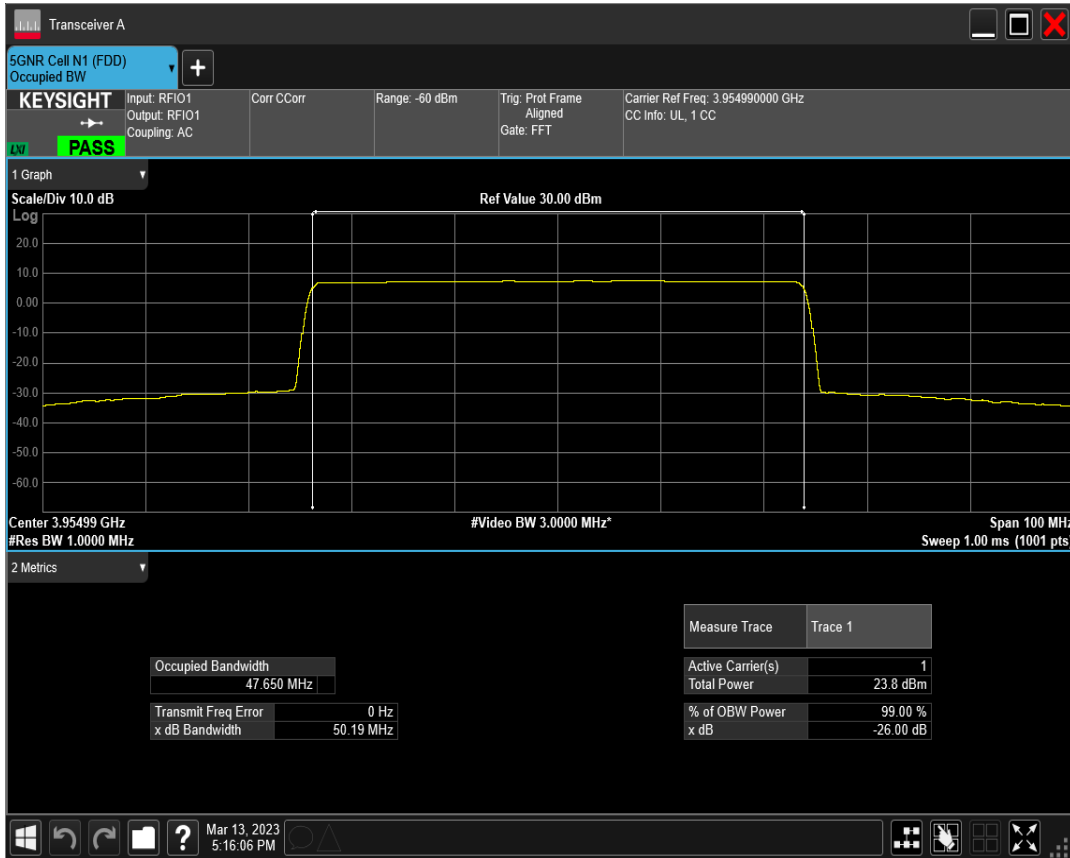 Transceiver A
5GNR Cell N1 (FDD)
Occupied BW
+
KEYSIGHT
LXI
PASS
Input: RFIO1
Output: RFIO1
Coupling: AC
Corr CCorr
Range: -60 dBm
Trig: Prot Frame
Aligned
Gate: FFT
Carrier Ref Freq: 3.954990000 GHz
CC Info: UL, 1 CC
1 Graph
Scale/Div 10.0 dB
Ref Value 30.00 dBm
Log
20.0
10.0
0.00
-10.0
-20.0
-30.0
-40.0
-50.0
-60.0
Center 3.95499 GHz
#Video BW 3.0000 MHz*
Span 100 MHz
#Res BW 1.0000 MHz
Sweep 1.00 ms (1001 pts)
2 Metrics
Measure Trace Trace 1
Occupied Bandwidth
47.650 MHz
Active Carrier(s) 1
Total Power 23.8 dBm
Transmit Freq Error 0 Hz
x dB Bandwidth 50.19 MHz
% of OBW Power 99.00 %
x dB -26.00 dB
?
Mar 13, 2023
5:16:06 PM